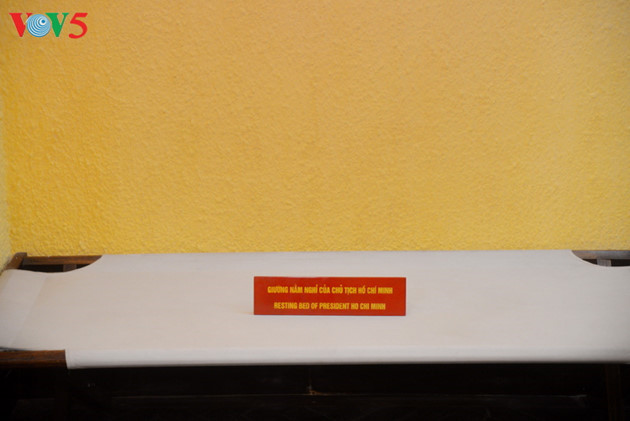 VOV5
GIƯỜNG NẰM NGHỈ CỦA CHỦ TỊCH HỒ CHÍ MINH
RESTING BED OF PRESIDENT HO CHI MINH